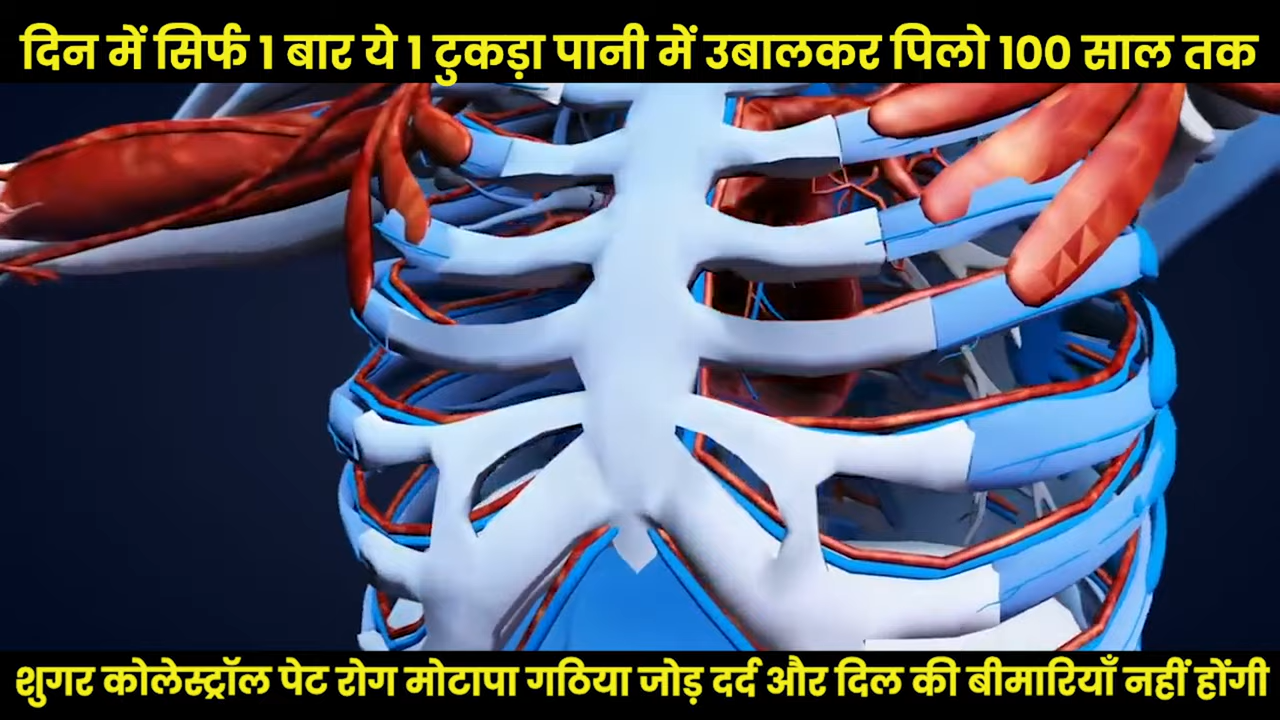 दिन में सिर्फ 1 बार ये 1 टुकड़ा पानी में उबालकर पिलो 100 साल तक
शुगर कोलेस्ट्रॉल पेट रोग मोटापा गठिया जोड़ दर्द और दिल की बीमारियाँ नहीं होंगी